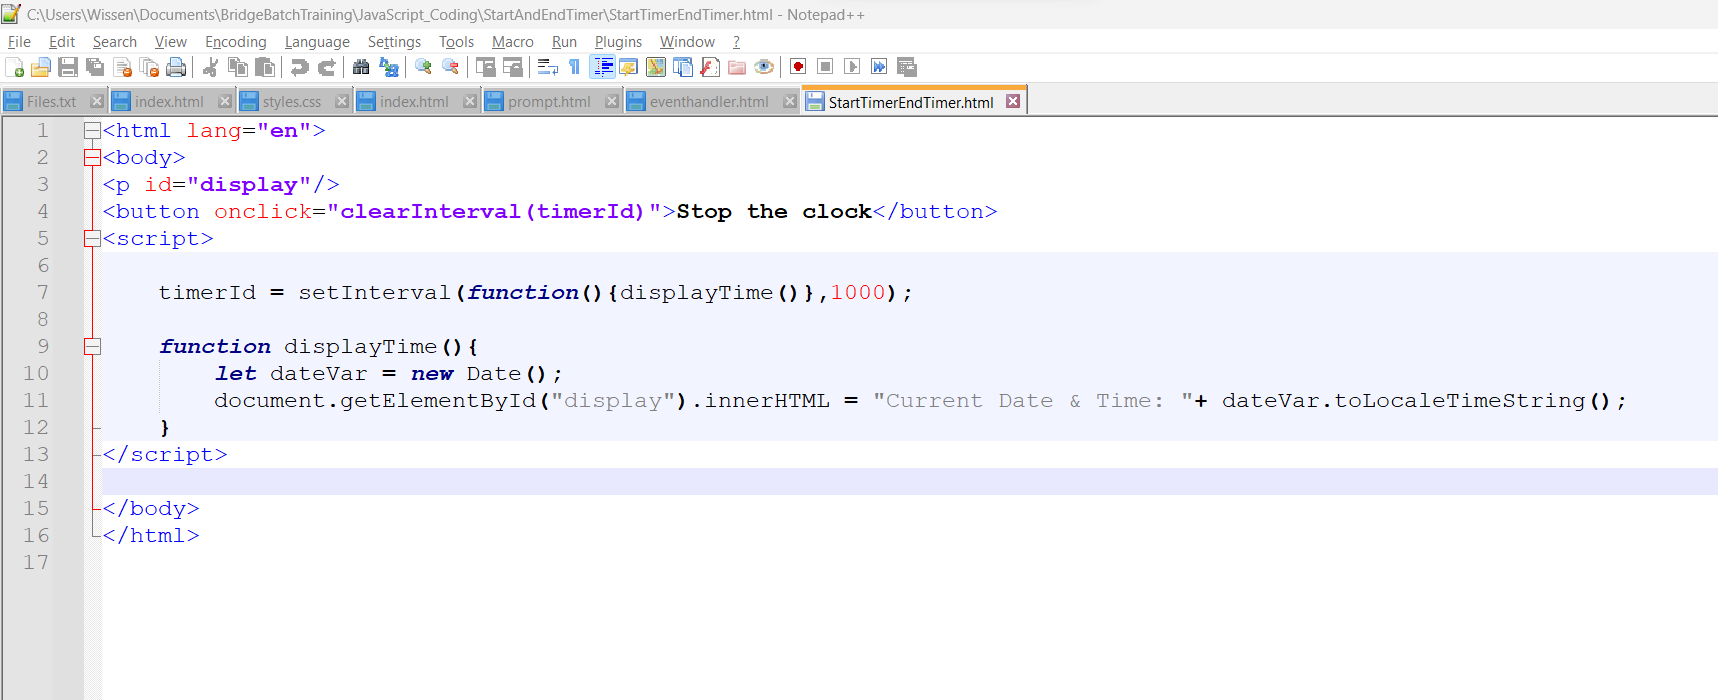 C:\Users\Wissen\Documents\BridgeBatchTraining\JavaScript_Coding\StartAndEndTimer\StartTimerEndTimer.html - Notepad++
File Edit Search View Encoding Language Settings Tools Macro Run Plugins Window ?
Files.txt index.html styles.css index.html prompt.html eventhandler.html StartTimerEndTimer.html
1 <html lang="en">
2 <body>
3 <p id="display"/>
4 <button onclick="clearInterval(timerId)">Stop the clock</button>
5 <script>
6
7     timerId = setInterval(function(){displayTime()},1000);
8
9     function displayTime(){
10         let dateVar = new Date();
11         document.getElementById("display").innerHTML = "Current Date & Time: "+ dateVar.toLocaleTimeString();
12     }
13 </script>
14
15 </body>
16 </html>
17